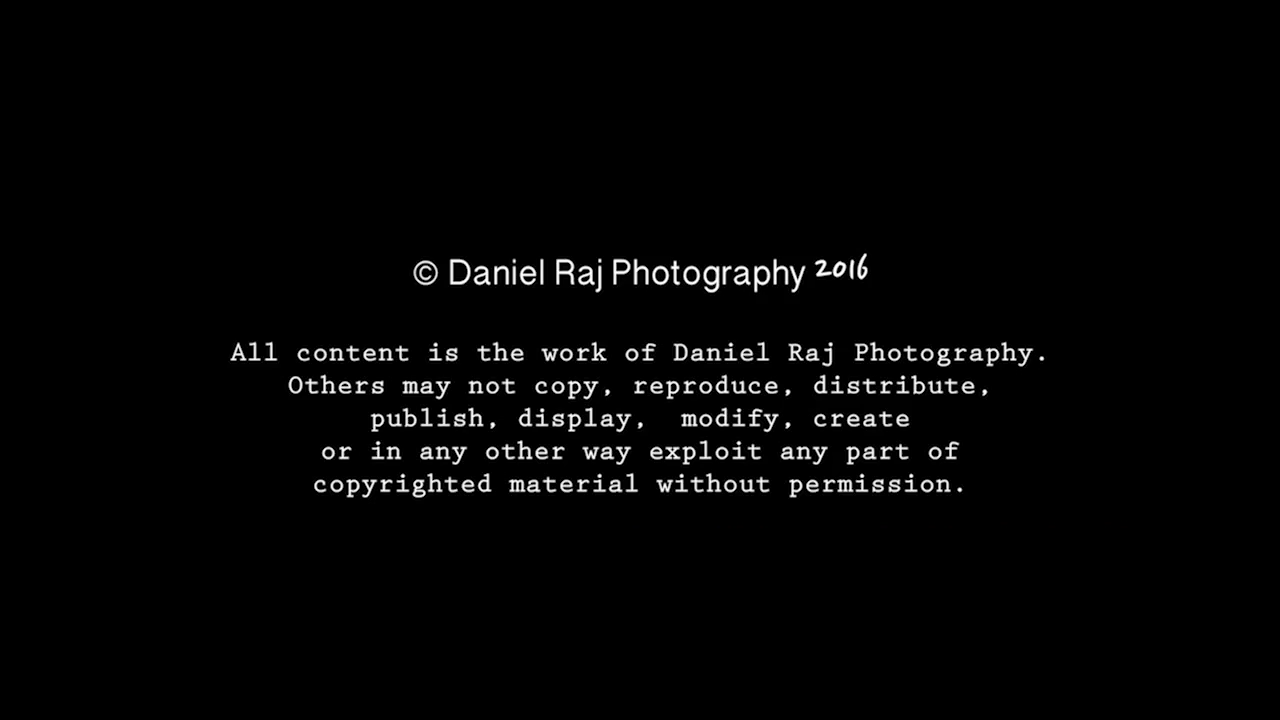 © Daniel Raj Photography 2016
All content is the work of Daniel Raj Photography.
Others may not copy, reproduce, distribute,
publish, display, modify, create
or in any other way exploit any part of
copyrighted material without permission.